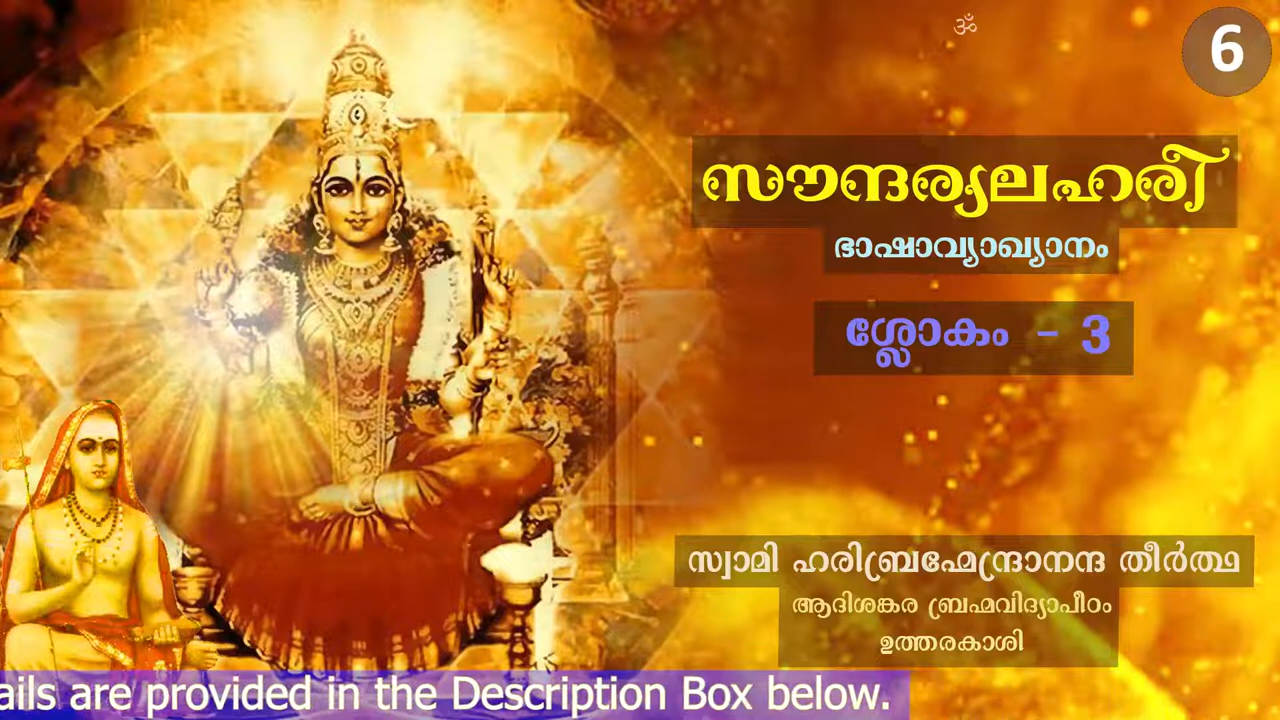 ॐ
6
സൗന്ദര്യലഹരീ
ഭാഷാവ്യാഖ്യാനം
ശ്ലോകം - 3
സ്വാമി ഹരിബ്രഹ്മേന്ദ്രാനന്ദ തീർത്ഥ
ആദിശങ്കര ബ്രഹ്മവിദ്യാപീഠം
ഉത്തരകാശി
ails are provided in the Description Box below.